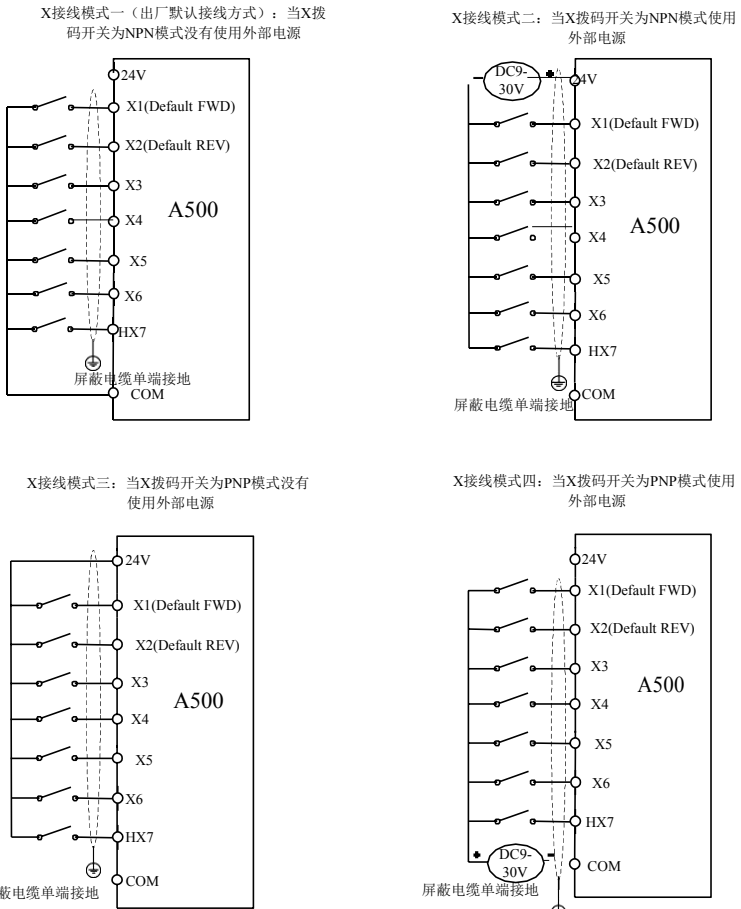 X接线模式一（出厂默认接线方式）：当X拨
码开关为NPN模式没有使用外部电源
24V
X1(Default FWD)
X2(Default REV)
X3
X4
A500
X5
X6
HX7
屏蔽电缆单端接地
COM
X接线模式二：当X拨码开关为NPN使用
外部电源
DC9-
30V
24V
X1(Default FWD)
X2(Default REV)
X3
X4
A500
X5
X6
HX7
屏蔽电缆单端接地
COM
X接线模式三：当X拨码开关为PNP模式没有
使用外部电源
24V
X1(Default FWD)
X2(Default REV)
X3
A500
X4
X5
X6
HX7
COM
蔽电缆单端接地
X接线模式四：当X拨码开关为PNP模式使用
外部电源
24V
X1(Default FWD)
X2(Default REV)
X3
A500
X4
X5
X6
HX7
DC9-
30V
COM
屏蔽电缆单端接地